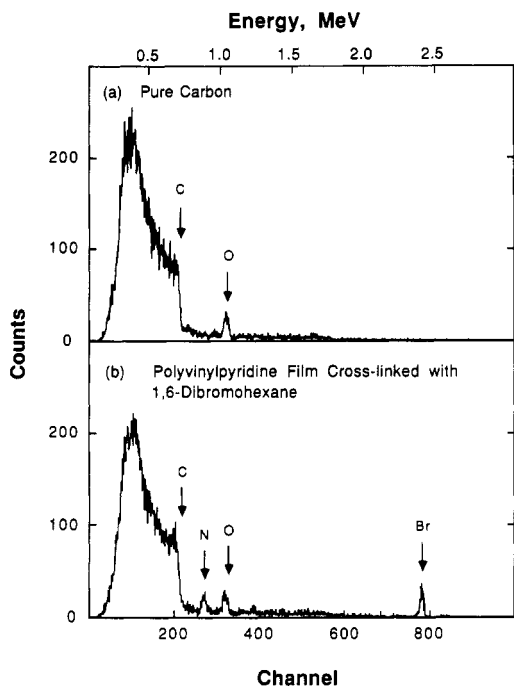 Energy, MeV
0.5 1.0 1.5 2.0 2.5
(a) Pure Carbon
200
100
0
C
O
Counts
(b) Polyvinylpyridine Film Cross-linked with
1,6-Dibromohexane
200
100
0
C
N
O
Br
200 400 600 800
Channel